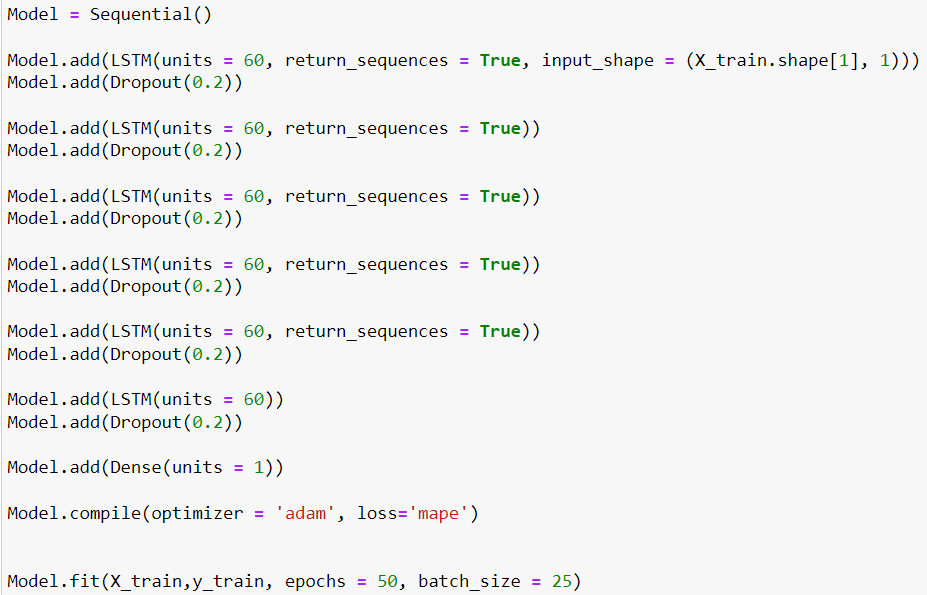 Model = Sequential()
Model.add(LSTM(units = 60, return_sequences = True, input_shape = (X_train.shape[1], 1)))
Model.add(Dropout(0.2))
Model.add(LSTM(units = 60, return_sequences = True))
Model.add(Dropout(0.2))
Model.add(LSTM(units = 60, return_sequences = True))
Model.add(Dropout(0.2))
Model.add(LSTM(units = 60, return_sequences = True))
Model.add(Dropout(0.2))
Model.add(LSTM(units = 60, return_sequences = True))
Model.add(Dropout(0.2))
Model.add(LSTM(units = 60))
Model.add(Dropout(0.2))
Model.add(Dense(units = 1))
Model.compile(optimizer = 'adam', loss='mape')
Model.fit(X_train,y_train, epochs = 50, batch_size = 25)